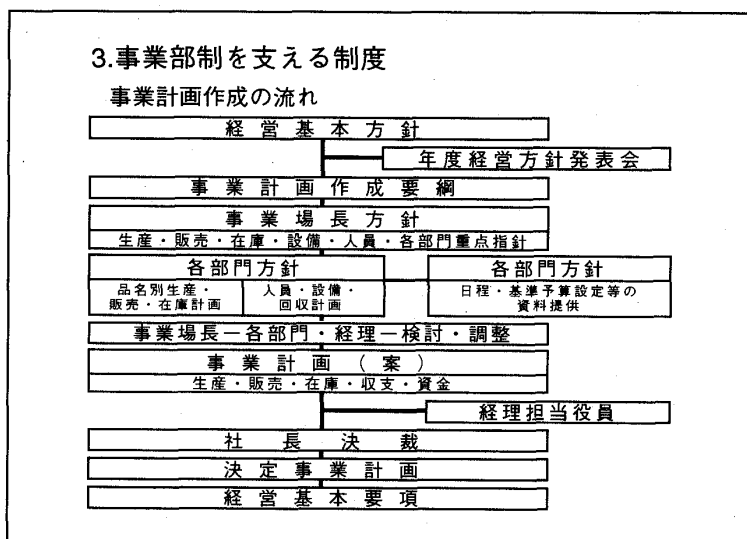 3.事業部制を支える制度
事業計画作成の流れ
経営基本方針
年度経営方針発表会
事業計画作成要綱
事業場長方針
生産・販売・在庫・設備・人員・各部門重点指針
各部門方針
品名別生産・
販売・在庫計画
人員・設備・
回収計画
各部門方針
日程・基準予算設定等の
資料提供
事業場長－各部門・経理－検討・調整
事業計画(案)
生産・販売・在庫・収支・資金
経理担当役員
社長決裁
決定事業計画
経営基本要項